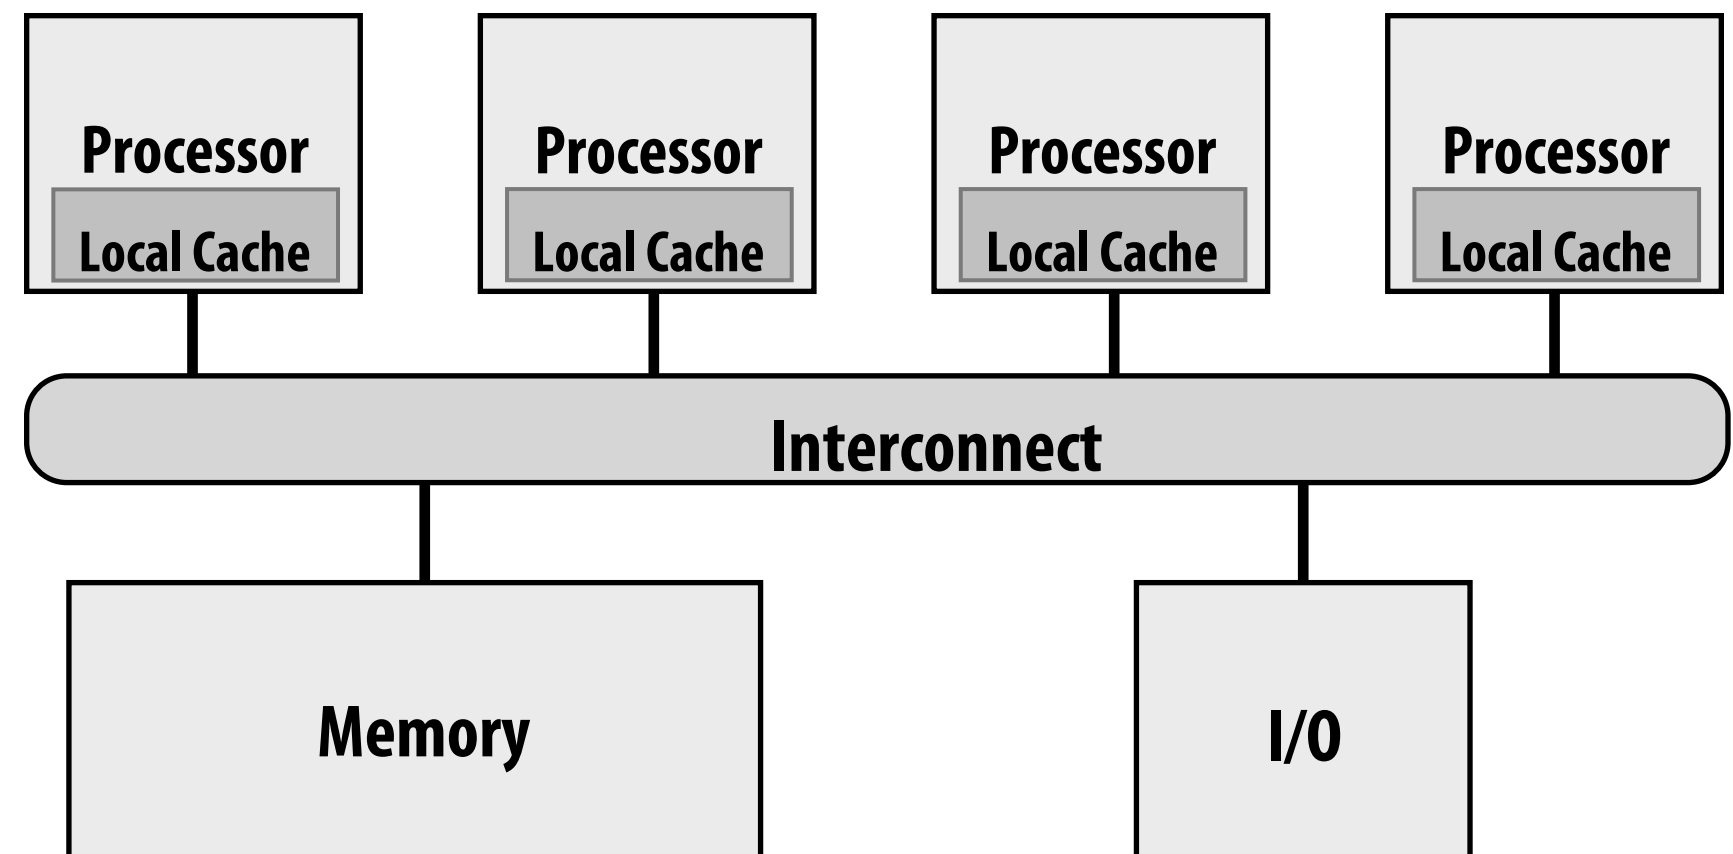 Processor Processor Processor Processor
Local Cache Local Cache Local Cache Local Cache
Interconnect
Memory I/O